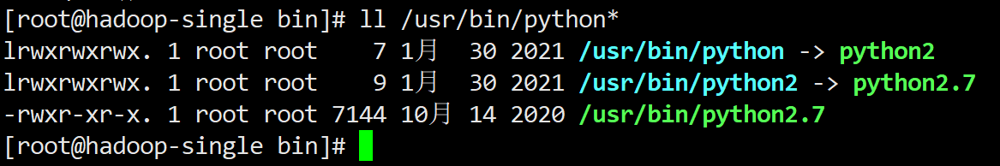 [root@hadoop-single bin]# ll /usr/bin/python*
lrwxrwxrwx. 1 root root    7 1月  30 2021 /usr/bin/python -> python2
lrwxrwxrwx. 1 root root    9 1月  30 2021 /usr/bin/python2 -> python2.7
-rwxr-xr-x. 1 root root 7144 10月 14 2020 /usr/bin/python2.7
[root@hadoop-single bin]#